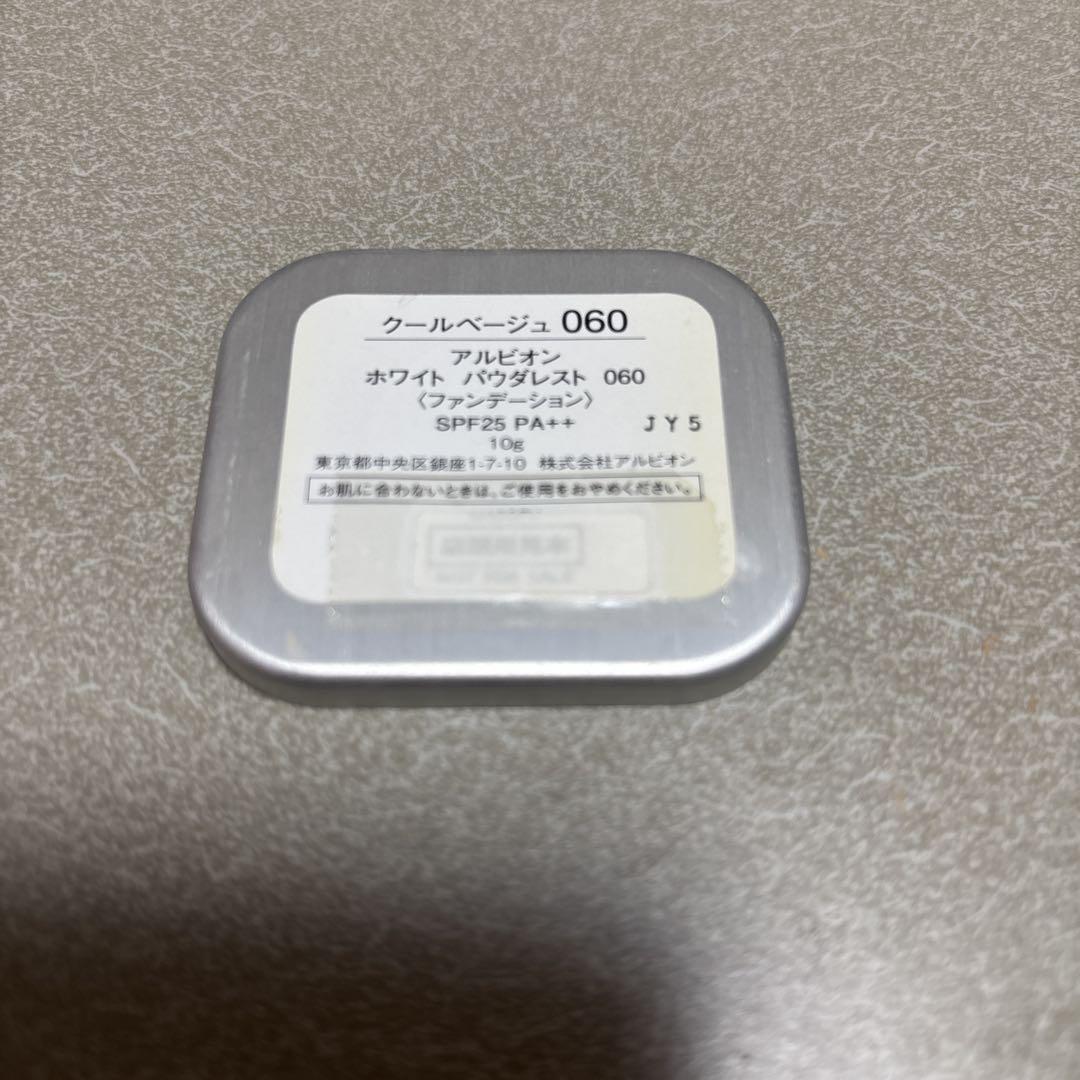 クールベージュ 060
アルビオン
ホワイト パウダレスト 060
〈ファンデーション〉
SPF25 PA++ JY5
10g
東京都中央区銀座1-7-10 株式会社アルビオン
お肌に合わないときは、ご使用をおやめください。
NOT FOR SALE